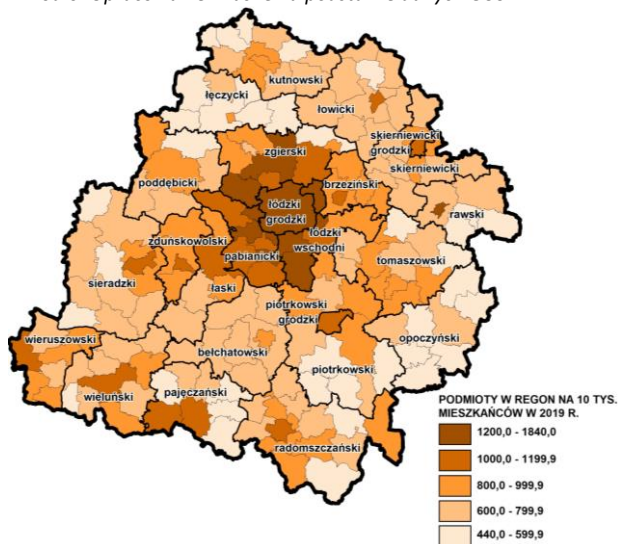 kutnowski
łęczycki
łowicki
skierniewicki
grodzki
zgierski
skierniewicki
poddębicki
brzeziński
łódzki
grodzki
rawski
łódzki
zduńskowolski
wschodni
pabianicki
tomaszowski
sieradzki
łaski
piotrkowski
grodzki
wieruszowski
opoczyński
bełchatowski
piotrkowski
pajęczański
wieluński
radomszczański
PODMIOTY W REGON NA 10 TYS.
MIESZKAŃCÓW W 2019 R.
1200,0 - 1840,0
1000,0 - 1199,9
800,0 - 999,9
600,0 - 799,9
440,0 - 599,9